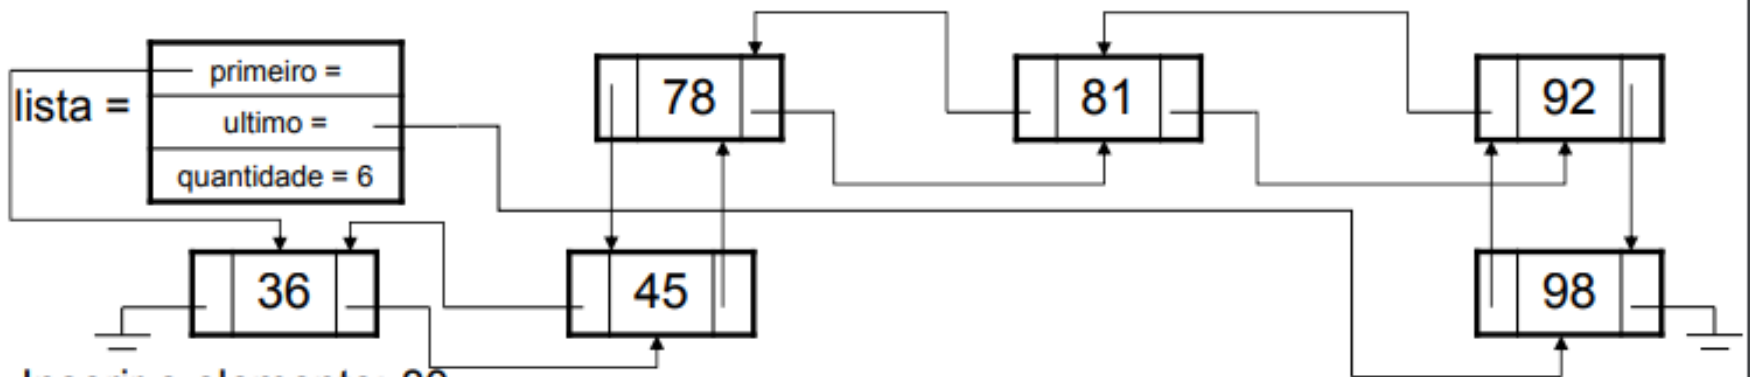 primeiro =
lista =
ultimo =
quantidade = 6
78
81
92
36
45
98